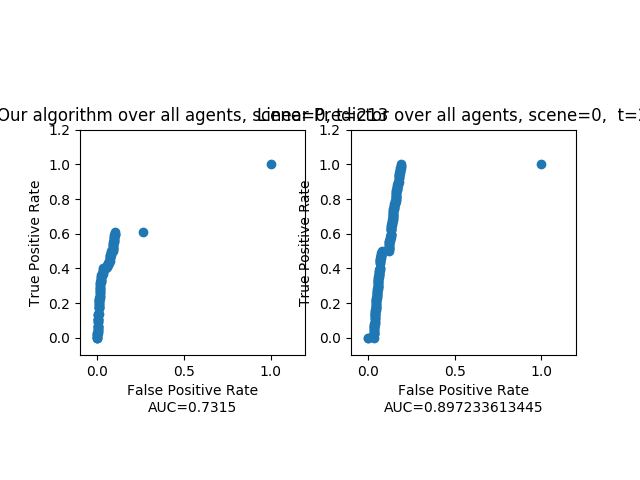 Our algorithm over all agents, scene=0, t=213
Linear Predictor over all agents, scene=0, t=
1.2
1.0
0.8
0.6
0.4
0.2
0.0
True Positive Rate
0.0 0.5 1.0
False Positive Rate
AUC=0.7315
1.2
1.0
0.8
0.6
0.4
0.2
0.0
True Positive Rate
0.0 0.5 1.0
False Positive Rate
AUC=0.897233613445